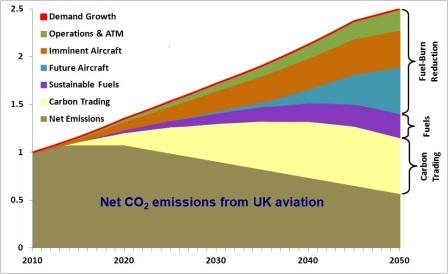 2.5
2
1.5
1
0.5
0
Demand Growth
Operations & ATM
Imminent Aircraft
Future Aircraft
Sustainable Fuels
Carbon Trading
Net Emissions
Net CO2 emissions from UK aviation
2010
2020
2030
2040
2050
Fuel-Burn
Reduction
Fuels
Carbon
Trading